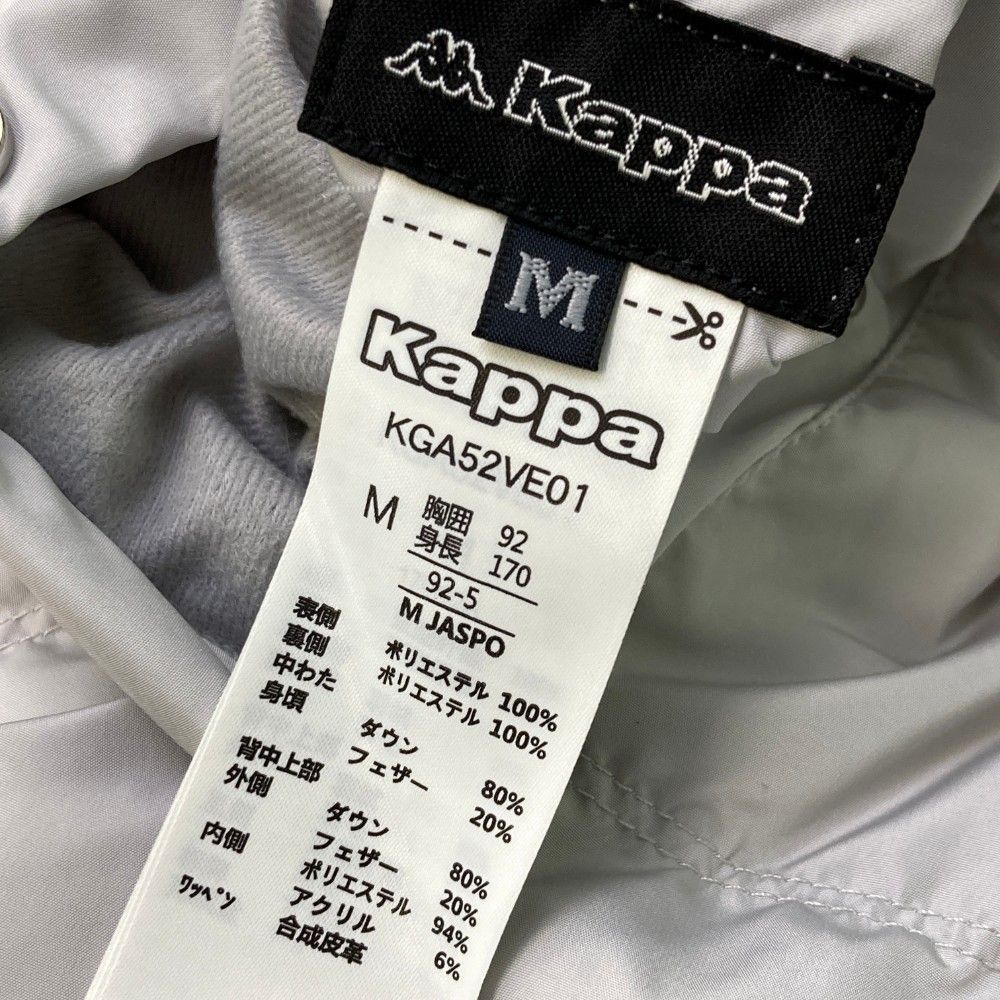 Kappa
M
Kappa
KGA52VE01
M 胸囲 92
身長 170
92-5
M JASPO
表側 ポリエステル 100%
裏側 ポリエステル 100%
中わた
身頃 ダウン 80%
フェザー 20%
背中上部
外側 ダウン 80%
フェザー 20%
内側 ポリエステル 94%
アクリル 6%
ワッペン 合成皮革